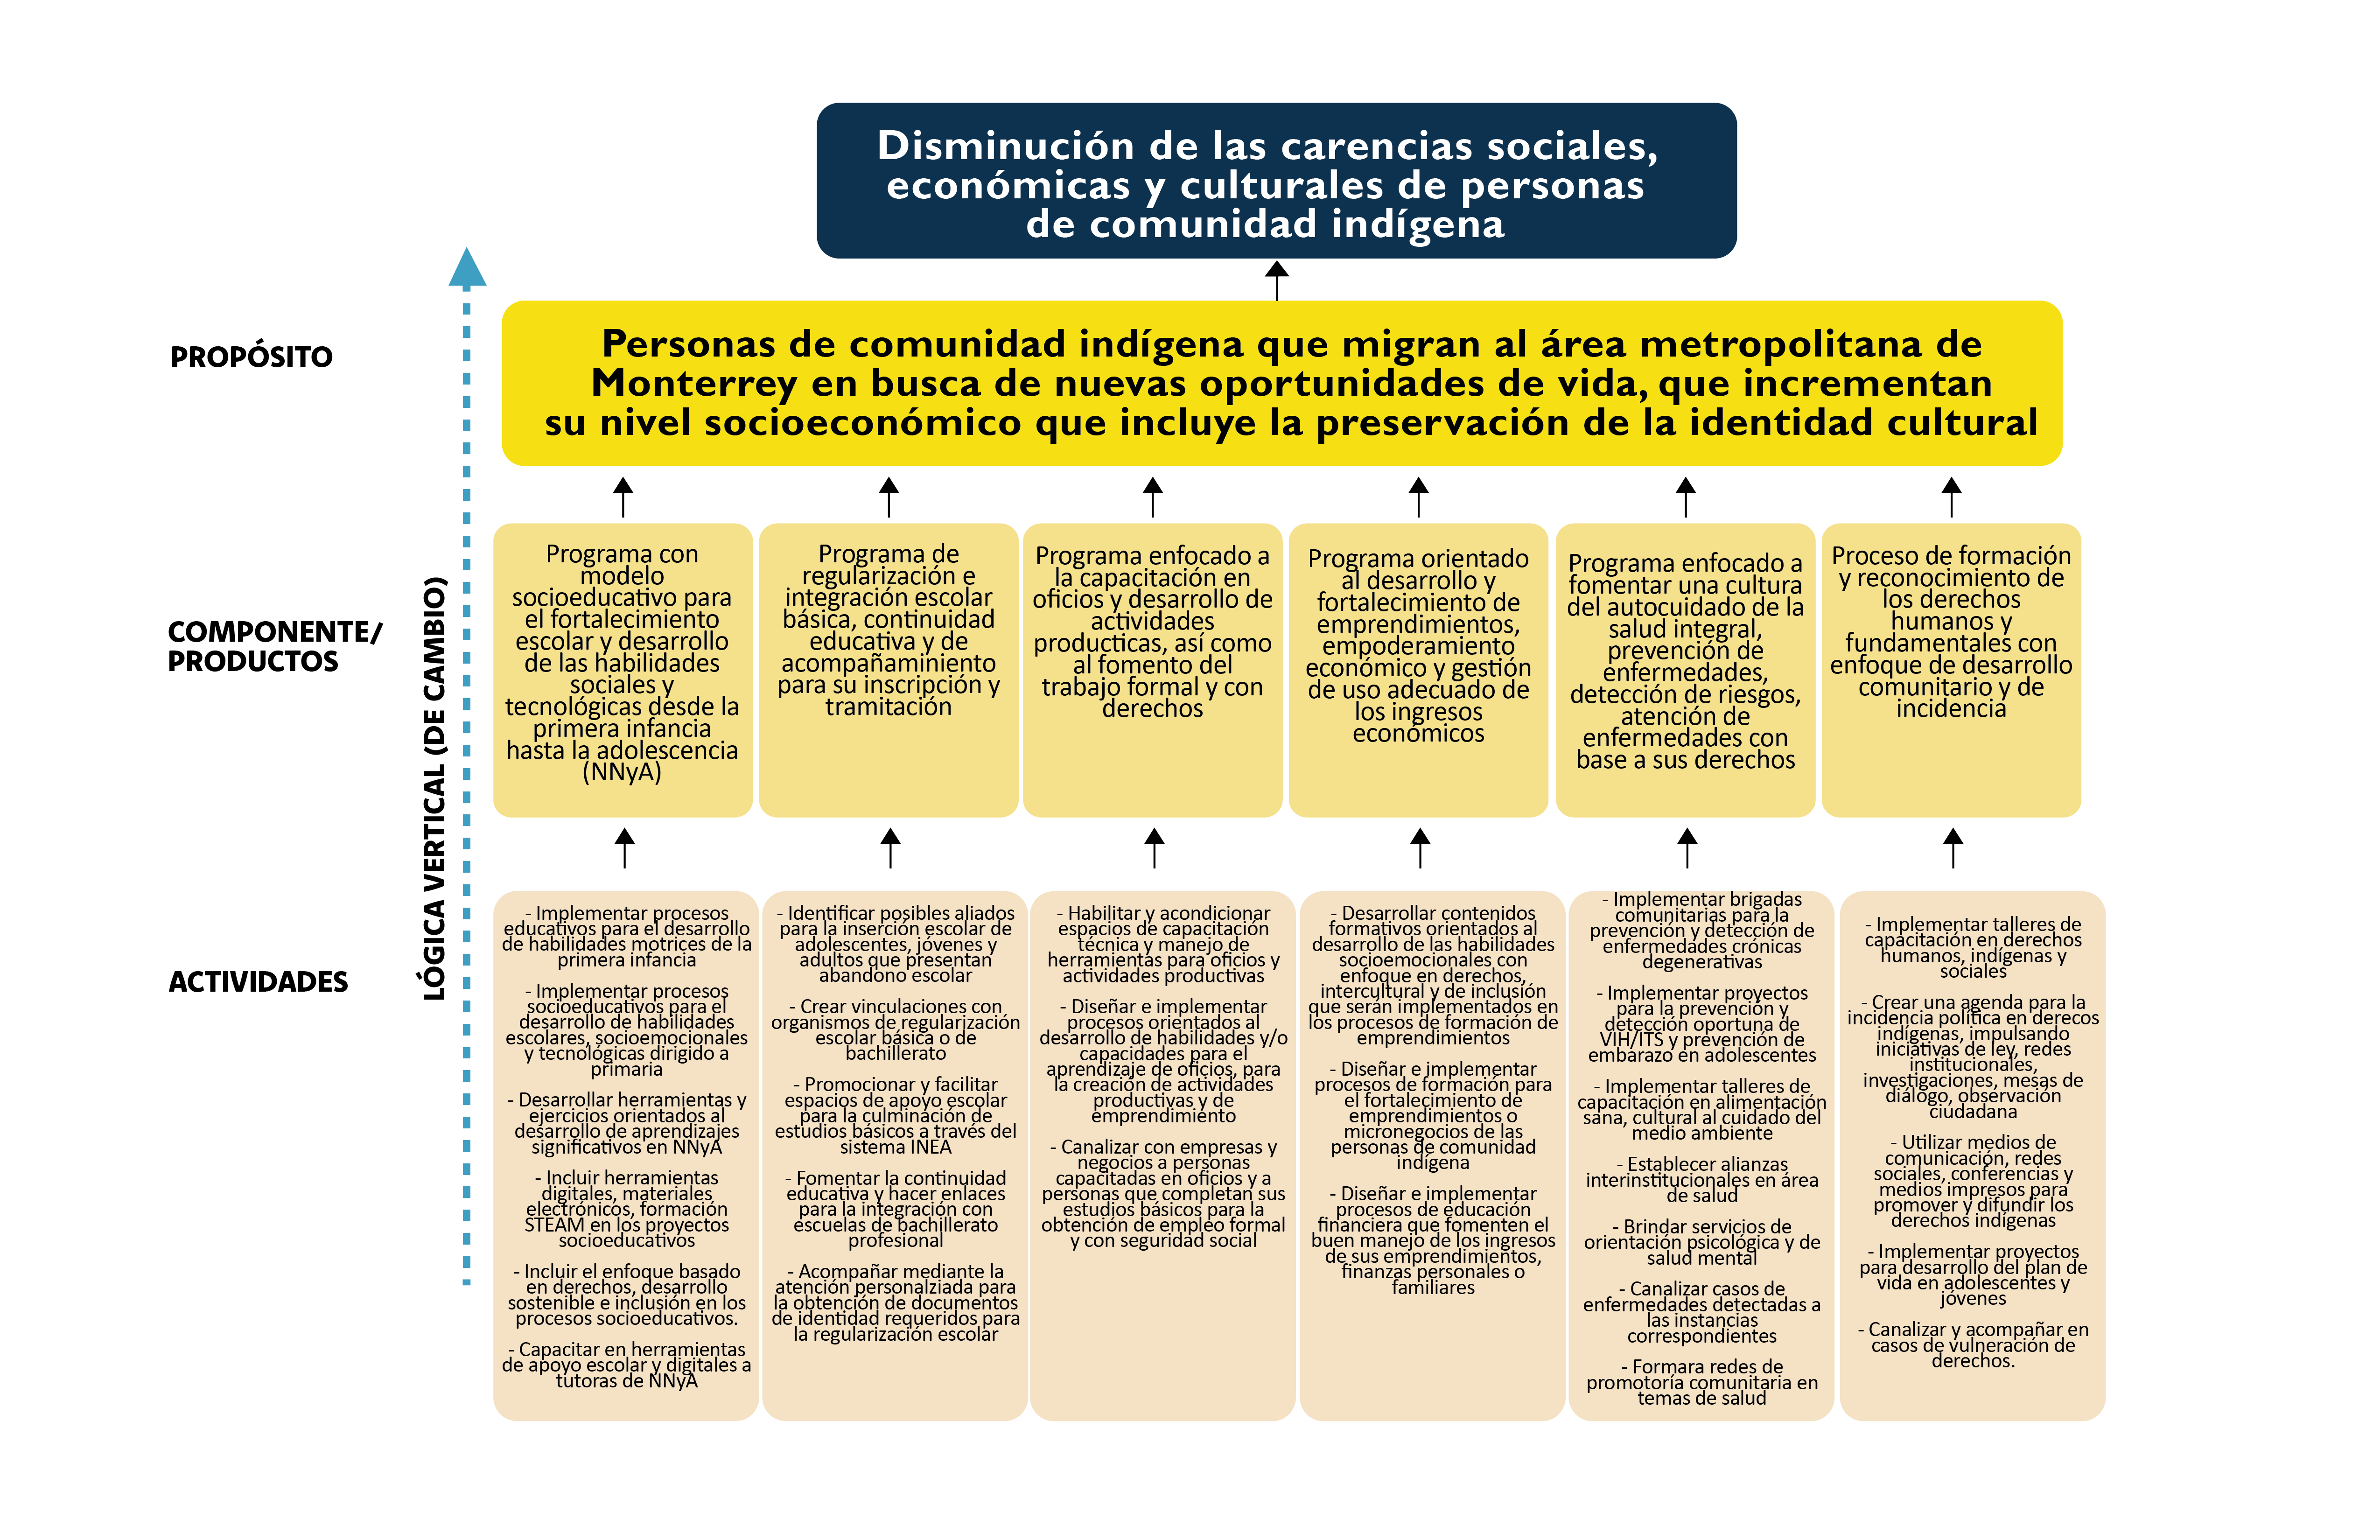 Disminución de las carencias sociales,
económicas y culturales de personas
de comunidad indígena
PROPÓSITO
Personas de comunidad indígena que migran al área metropolitana de
Monterrey en busca de nuevas oportunidades de vida, que incrementan
su nivel socioeconómico que incluye la preservación de la identidad cultural
LÓGICA VERTICAL (DE CAMBIO)
COMPONENTE/
PRODUCTOS
Programa con
modelo
socioeducativo para
el fortalecimiento
escolar y desarrollo
de las habilidades
sociales y
tecnológicas desde la
primera infancia
hasta la adolescencia
(NNyA)
Programa de
regularización e
integración escolar
básica, continuidad
educativa y de
acompañaminiento
para su inscripción y
tramitación
Programa enfocado a
la capacitación en
oficios y desarrollo de
actividades
producticas, así como
al fomento del
trabajo formal y con
derechos
Programa orientado
al desarrollo y
fortalecimiento de
emprendimientos,
empoderamiento
económico y gestión
de uso adecuado de
los ingresos
económicos
Programa enfocado a
fomentar una cultura
del autocuidado de la
salud integral,
prevención de
enfermedades,
detección de riesgos,
atención de
enfermedades con
base a sus derechos
Proceso de formación
y reconocimiento de
los derechos
humanos y
fundamentales con
enfoque de desarrollo
comunitario y de
incidencia
ACTIVIDADES
- Implementar procesos
educativos para el desarrollo
de habilidades motrices de la
primera infancia
- Implementar procesos
socioeducativos para el
desarrollo de habilidades
escolares, socioemocionales
y tecnológicas dirigido a
primaria
- Desarrollar herramientas y
ejercicios orientados al
desarrollo de aprendizajes
significativos en NNyA
- Incluir herramientas
digitales, materiales
electrónicos, formación
STEAM en los proyectos
socioeducativos
- Incluir el enfoque basado
en derechos, desarrollo
sostenible e inclusión en los
procesos socioeducativos.
- Capacitar en herramientas
de apoyo escolar y digitales a
tutoras de NNyA
- Identificar posibles aliados
para la inserción escolar de
adolescentes, jóvenes y
adultos que presentan
abandono escolar
- Crear vinculaciones con
organismos de regularización
escolar básica o de
bachillerato
- Promocionar y facilitar
espacios de apoyo escolar
para la culminación de
estudios básicos a través del
sistema INEA
- Fomentar la continuidad
educativa y hacer enlaces
para la integración con
escuelas de bachillerato
profesional
- Acompañar mediante la
atención personalziada para
la obtención de documentos
de identidad requeridos para
la regularización escolar
- Habilitar y acondicionar
espacios de capacitación
técnica y manejo de
herramientas para oficios y
actividades productivas
- Diseñar e implementar
procesos orientados al
desarrollo de habilidades y/o
capacidades para el
aprendizaje de oficios, para
la creación de actividades
productivas y de
emprendimiento
- Canalizar con empresas y
negocios a personas
capacitadas en oficios y a
personas que completan sus
estudios básicos para la
obtención de empleo formal
y con seguridad social
- Desarrollar contenidos
formativos orientados al
desarrollo de las habilidades
socioemocionales con
enfoque en derechos,
intercultural y de inclusión
que serán implementados en
los procesos de formación de
emprendimientos
- Diseñar e implementar
procesos de formación para
el fortalecimiento de
emprendimientos o
micronegocios de las
personas de comunidad
indígena
- Diseñar e implementar
procesos de educación
financiera que fomenten el
buen manejo de los ingresos
de sus emprendimientos,
finanzas personales o
familiares
- Implementar brigadas
comunitarias para la
prevención y detección de
enfermedades crónicas
degenerativas
- Implementar proyectos
para la prevención y
detección oportuna de
VIH/ITS y prevención de
embarazo en adolescentes
- Implementar talleres de
capacitación en alimentación
sana, cultural al cuidado del
medio ambiente
- Establecer alianzas
interinstitucionales en área
de salud
- Brindar servicios de
orientación psicológica y de
salud mental
- Canalizar casos de
enfermedades detectadas a
las instancias
correspondientes
- Formara redes de
promotoría comunitaria en
temas de salud
- Implementar talleres de
capacitación en derechos
humanos, indígenas y
sociales
- Crear una agenda para la
incidencia política en derecos
indígenas, impulsando
iniciativas de ley, redes
institucionales,
investigaciones, mesas de
diálogo, observación
ciudadana
- Utilizar medios de
comunicación, redes
sociales, conferencias y
medios impresos para
promover y difundir los
derechos indígenas
- Implementar proyectos
para desarrollo del plan de
vida en adolescentes y
jóvenes
- Canalizar y acompañar en
casos de vulneración de
derechos.